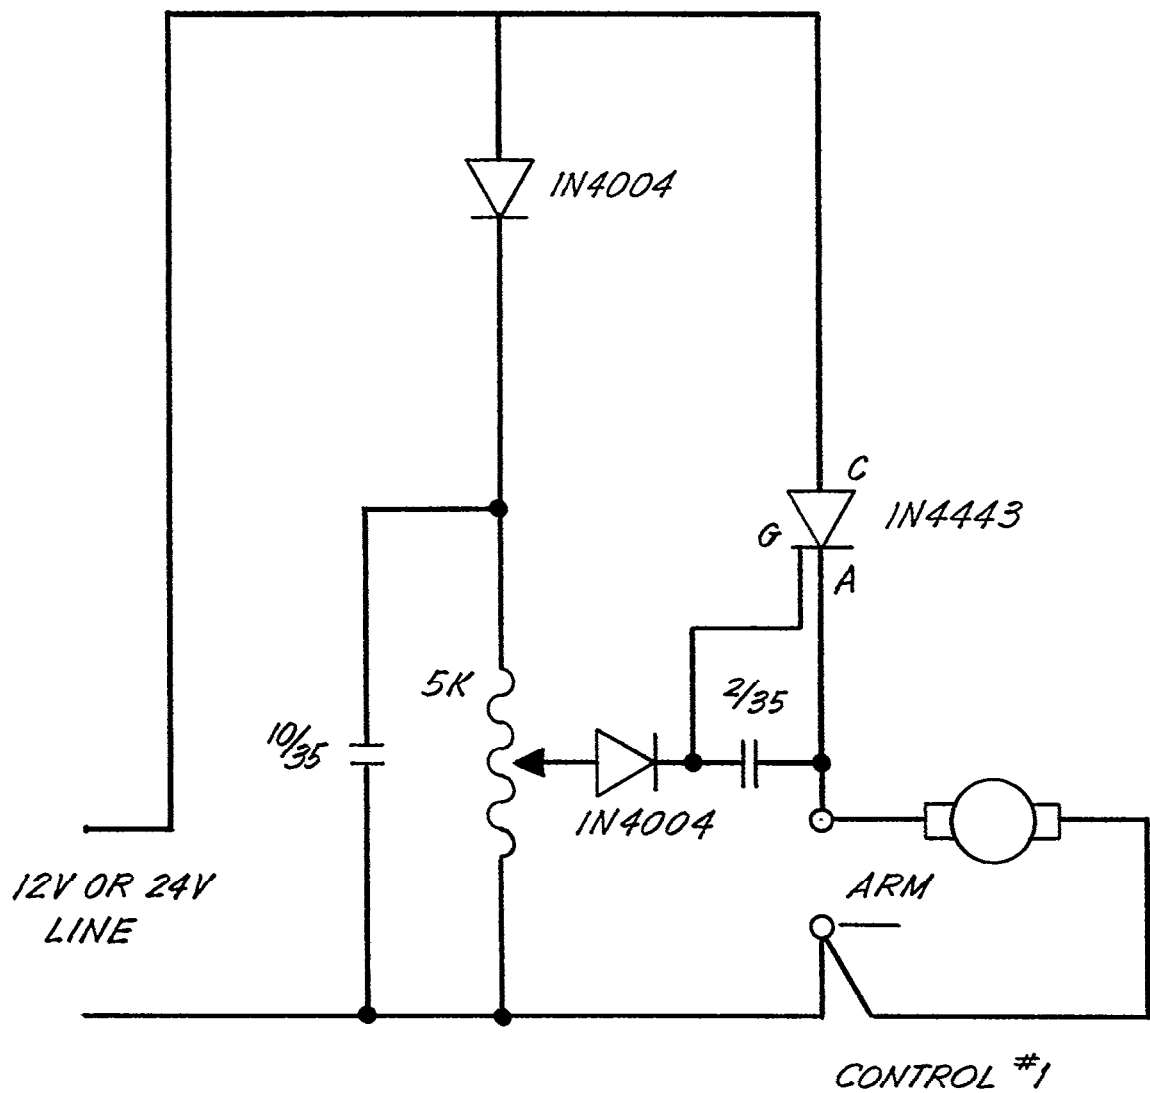 IN4004
C
IN4443
G
A
5K
2/35
10/35
IN4004
12V OR 24V
LINE
ARM
CONTROL #1